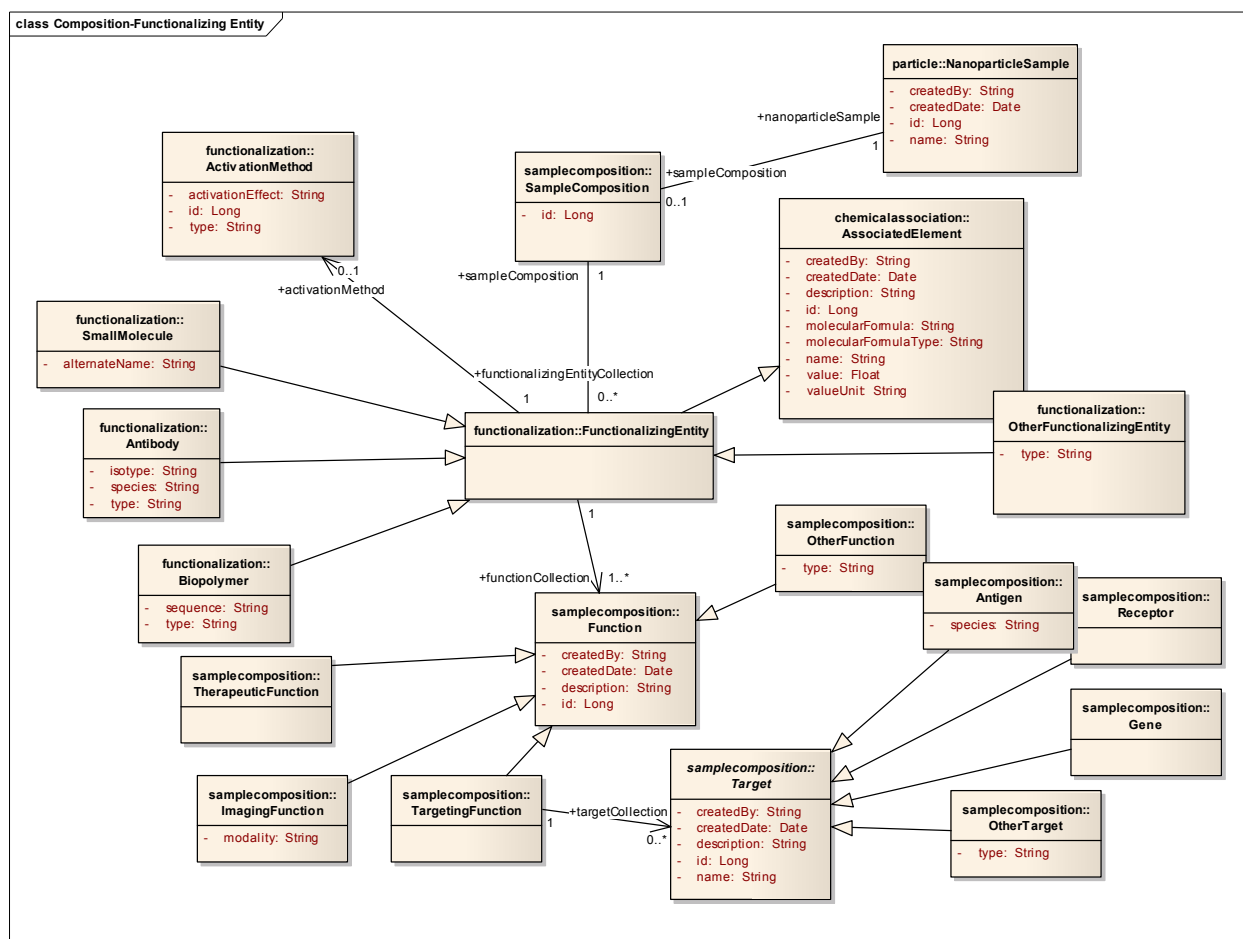 class Composition-Functionalizing Entity
particle::NanoparticleSample
- createdBy: String
- createdDate: Date
- id: Long
- name: String
+nanoparticleSample
1
+sampleComposition
0..1
functionalization::
ActivationMethod
- activationEffect: String
- id: Long
- type: String
samplecomposition::
SampleComposition
- id: Long
chemicalassociation::
AssociatedElement
- createdBy: String
- createdDate: Date
- description: String
- id: Long
- molecularFormula: String
- molecularFormulaType: String
- name: String
- value: Float
- valueUnit: String
0..1
+activationMethod
+sampleComposition
1
functionalization::
SmallMolecule
- alternateName: String
+functionalizingEntityCollection
1
0..*
functionalization::
OtherFunctionalizingEntity
- type: String
functionalization::
Antibody
- isotype: String
- species: String
- type: String
functionalization::FunctionalizingEntity
1
functionalization::
Biopolymer
- sequence: String
- type: String
samplecomposition::
OtherFunction
- type: String
+functionCollection
1..*
samplecomposition::
Antigen
- species: String
samplecomposition::
Receptor
samplecomposition::
Function
- createdBy: String
- createdDate: Date
- description: String
- id: Long
samplecomposition::
TherapeuticFunction
samplecomposition::
Gene
samplecomposition::
ImagingFunction
- modality: String
samplecomposition::
TargetingFunction
1
+targetCollection
0..*
samplecomposition::
Target
- createdBy: String
- createdDate: Date
- description: String
- id: Long
- name: String
samplecomposition::
OtherTarget
- type: String